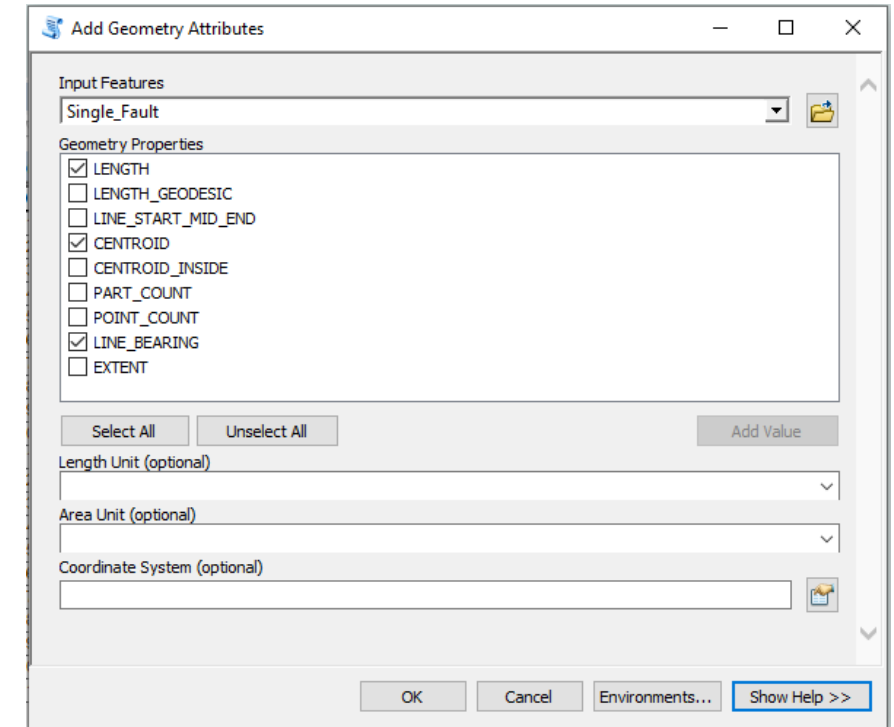 Add Geometry Attributes
Input Features
Single_Fault
Geometry Properties
LENGTH
LENGTH_GEODESIC
LINE_START_MID_END
CENTROID
CENTROID_INSIDE
PART_COUNT
POINT_COUNT
LINE_BEARING
EXTENT
Select All Unselect All Add Value
Length Unit (optional)
Area Unit (optional)
Coordinate System (optional)
OK Cancel Environments... Show Help >>